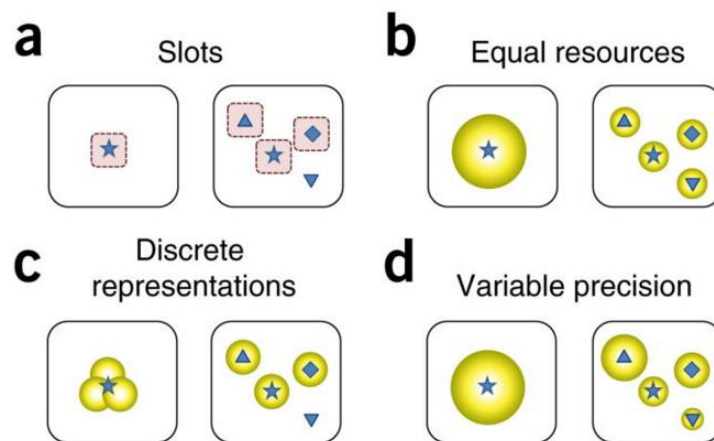 a
Slots
b
Equal resources
c
Discrete
representations
d
Variable precision